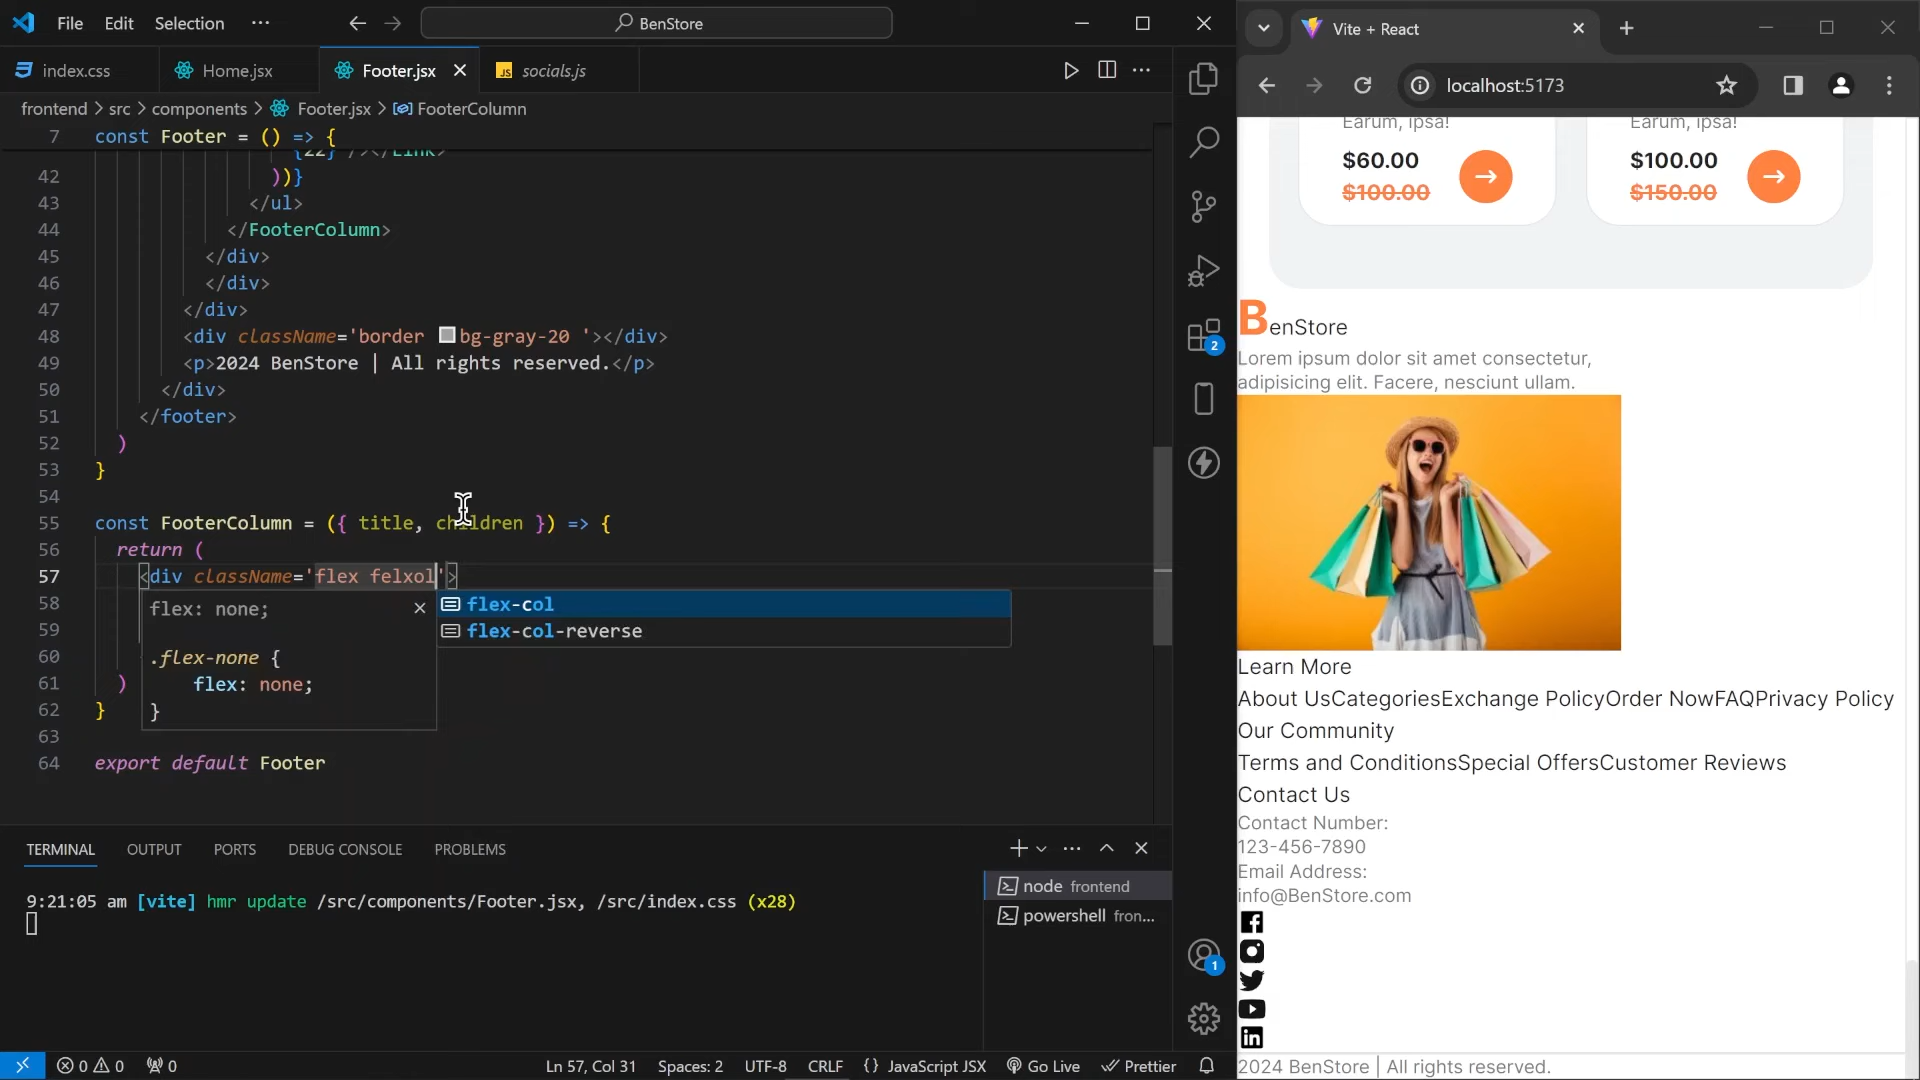 File Edit Selection ··· BenStore
index.css Home.jsx Footer.jsx socials.js
frontend > src > components > Footer.jsx > FooterColumn
7 const Footer = () => {
{22} /></Link>
42 ))}
43 </ul>
44 </FooterColumn>
45 </div>
46 </div>
47 </div>
48 <div className='border bg-gray-20 '></div>
49 <p>2024 BenStore | All rights reserved.</p>
50 </div>
51 </footer>
52 )
53 }
54
55 const FooterColumn = ({ title, children }) => {
56 return (
57 <div className='flex felxol'>
58 flex: none; flex-col
59 flex-col-reverse
60 .flex-none {
61 ) flex: none;
62 } }
63
64 export default Footer
TERMINAL OUTPUT PORTS DEBUG CONSOLE PROBLEMS
9:21:05 am [vite] hmr update /src/components/Footer.jsx, /src/index.css (x28)
node frontend
powershell fron...
2
1
0 0 0 Ln 57, Col 31 Spaces: 2 UTF-8 CRLF {} JavaScript JSX Go Live Prettier
Vite + React
localhost:5173
Earum, ipsa! Earum, ipsa!
$60.00 $100.00
$100.00 $150.00
BenStore
Lorem ipsum dolor sit amet consectetur,
adipisicing elit. Facere, nesciunt ullam.
Learn More
About UsCategoriesExchange PolicyOrder NowFAQPrivacy Policy
Our Community
Terms and ConditionsSpecial OffersCustomer Reviews
Contact Us
Contact Number:
123-456-7890
Email Address:
info@BenStore.com
2024 BenStore | All rights reserved.